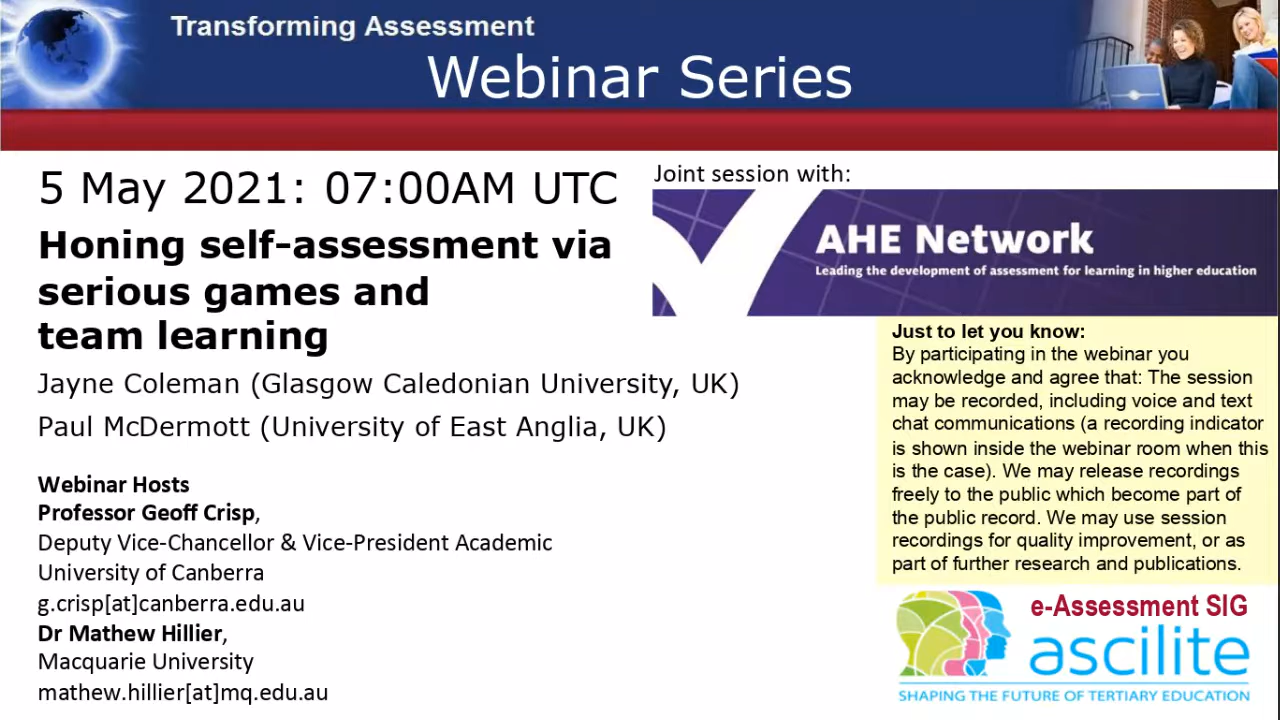 Transforming Assessment
Webinar Series
5 May 2021: 07:00AM UTC
Honing self-assessment via
serious games and
team learning
Jayne Coleman (Glasgow Caledonian University, UK)
Paul McDermott (University of East Anglia, UK)
Webinar Hosts
Professor Geoff Crisp,
Deputy Vice-Chancellor & Vice-President Academic
University of Canberra
g.crisp[at]canberra.edu.au
Dr Mathew Hillier,
Macquarie University
mathew.hillier[at]mq.edu.au
Joint session with:
AHE Network
Leading the development of assessment for learning in higher education
Just to let you know:
By participating in the webinar you
acknowledge and agree that: The session
may be recorded, including voice and text
chat communications (a recording indicator
is shown inside the webinar room when this
is the case). We may release recordings
freely to the public which become part of
the public record. We may use session
recordings for quality improvement, or as
part of further research and publications.
e-Assessment SIG
ascilite
SHAPING THE FUTURE OF TERTIARY EDUCATION